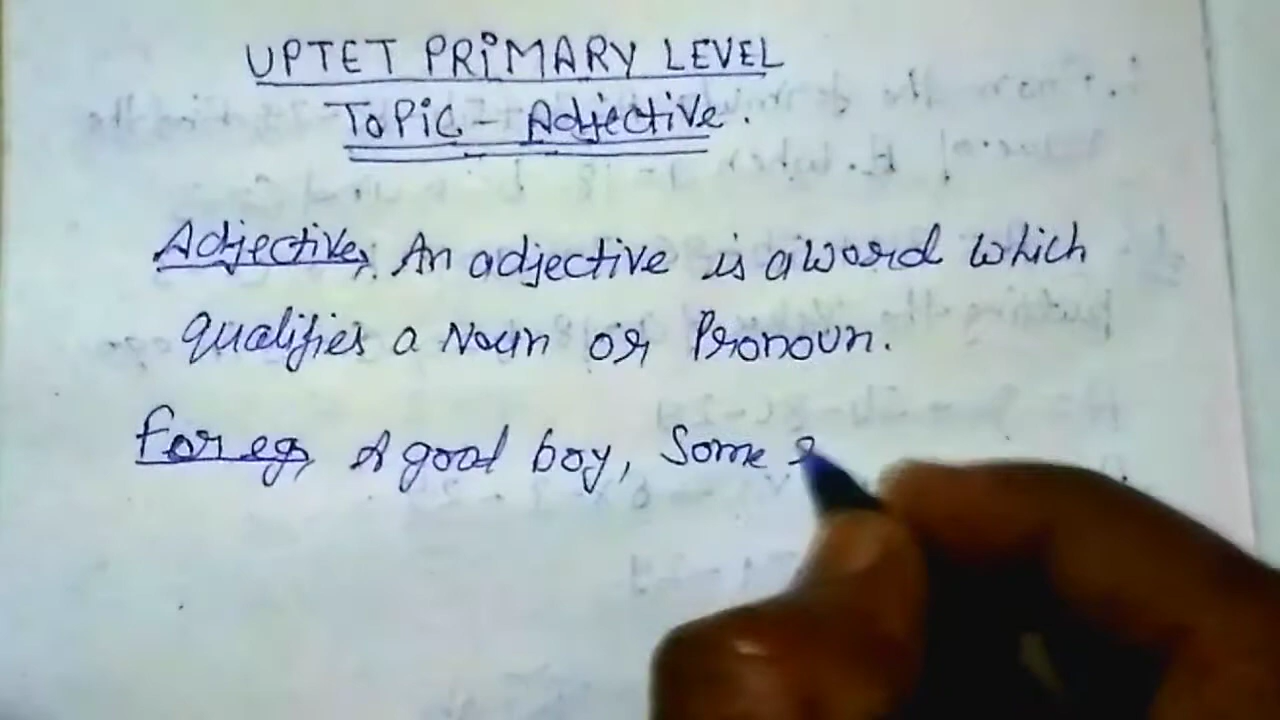 UPTET PRiMARY LEVEL
ToPiC - Adjective.
Adjective, An adjective is a word which
qualifies a Noun or Pronoun.
For eg, A good boy, Some